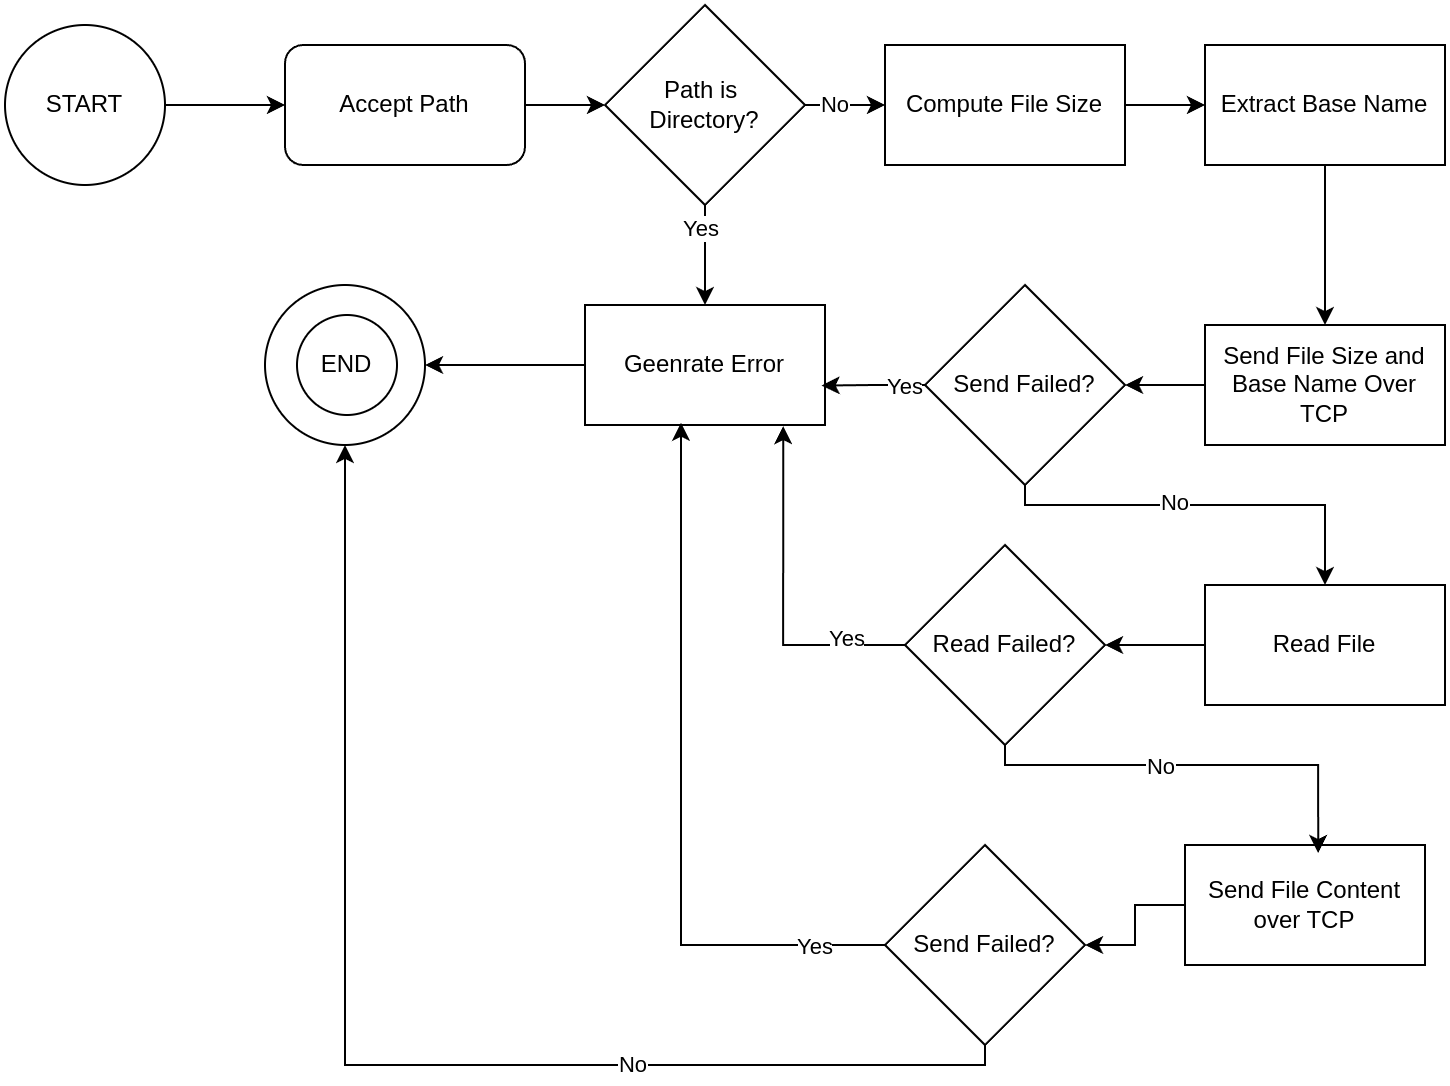 START
Accept Path
Path is
Directory?
No
Compute File Size
Extract Base Name
Yes
END
Geenrate Error
Yes
Send Failed?
Send File Size and
Base Name Over
TCP
No
Yes
Read Failed?
Read File
No
Send File Content
over TCP
Yes
Send Failed?
No